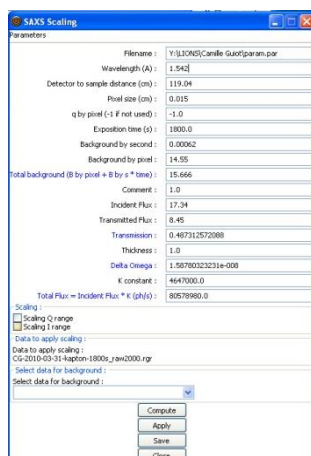 SAXS Scaling
Parameters
Filename : Y:\LIONS\Camille Guiot\param.par
Wavelength (A) : 1.542
Detector to sample distance (cm) : 119.04
Pixel size (cm) : 0.015
q by pixel (-1 if not used) : -1.0
Exposition time (s) : 1800.0
Background by second : 0.00062
Background by pixel : 14.55
Total background (B by pixel + B by s * time) : 15.666
Comment : 1.0
Incident Flux : 17.34
Transmitted Flux : 8.45
Transmission : 0.487312572088
Thickness : 1.0
Delta Omega : 1.58780323231e-008
K constant : 4647000.0
Total Flux = Incident Flux * K (ph/s) : 80578980.0
Scaling :
Scaling Q range
Scaling I range
Data to apply scaling :
Data to apply scaling :
CG-2010-03-31-kapton-1800s_raw2000.rgr
Select data for background :
Select data for background :
Compute
Apply
Save
Close